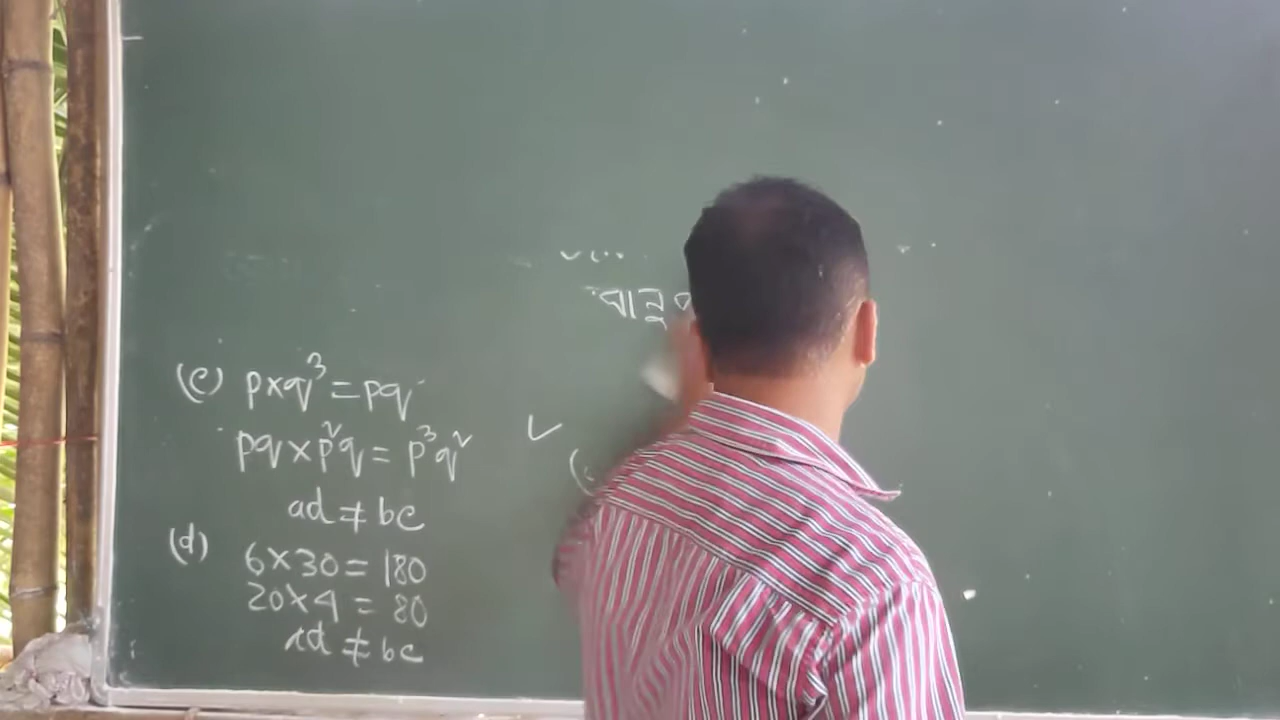 (c) p×q³=pq
pq×p²q=p³q²
ad≠bc
(d) 6×30=180
20×4=80
ad≠bc